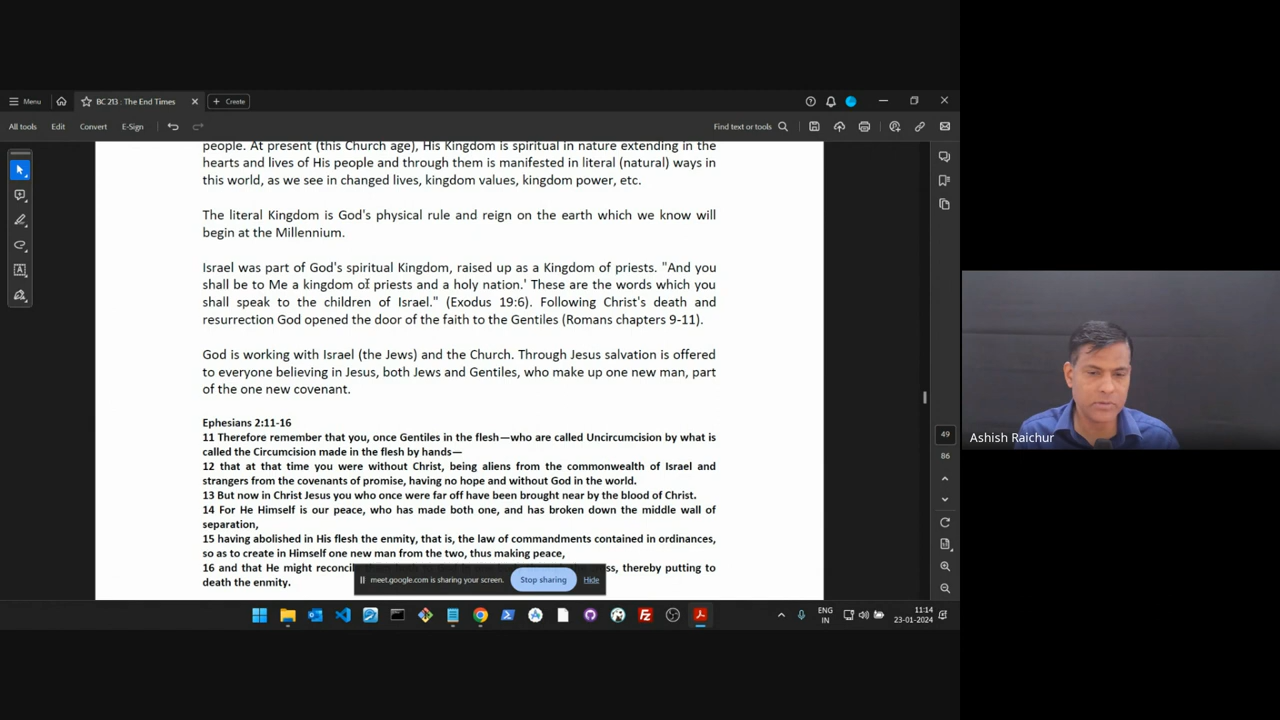 Menu
BC 213 : The End Times
Create
All tools
Edit
Convert
E-Sign
Find text or tools
people. At present (this Church age), His Kingdom is spiritual in nature extending in the
hearts and lives of His people and through them is manifested in literal (natural) ways in
this world, as we see in changed lives, kingdom values, kingdom power, etc.
The literal Kingdom is God's physical rule and reign on the earth which we know will
begin at the Millennium.
Israel was part of God's spiritual Kingdom, raised up as a Kingdom of priests. "And you
shall be to Me a kingdom of priests and a holy nation.' These are the words which you
shall speak to the children of Israel." (Exodus 19:6). Following Christ's death and
resurrection God opened the door of the faith to the Gentiles (Romans chapters 9-11).
God is working with Israel (the Jews) and the Church. Through Jesus salvation is offered
to everyone believing in Jesus, both Jews and Gentiles, who make up one new man, part
of the one new covenant.
Ephesians 2:11-16
11 Therefore remember that you, once Gentiles in the flesh—who are called Uncircumcision by what is
called the Circumcision made in the flesh by hands—
12 that at that time you were without Christ, being aliens from the commonwealth of Israel and
strangers from the covenants of promise, having no hope and without God in the world.
13 But now in Christ Jesus you who once were far off have been brought near by the blood of Christ.
14 For He Himself is our peace, who has made both one, and has broken down the middle wall of
separation,
15 having abolished in His flesh the enmity, that is, the law of commandments contained in ordinances,
so as to create in Himself one new man from the two, thus making peace,
16 and that He might reconcil ss, thereby putting to
death the enmity.
meet.google.com is sharing your screen.
Stop sharing
Hide
49
86
ENG
IN
11:14
23-01-2024
Ashish Raichur